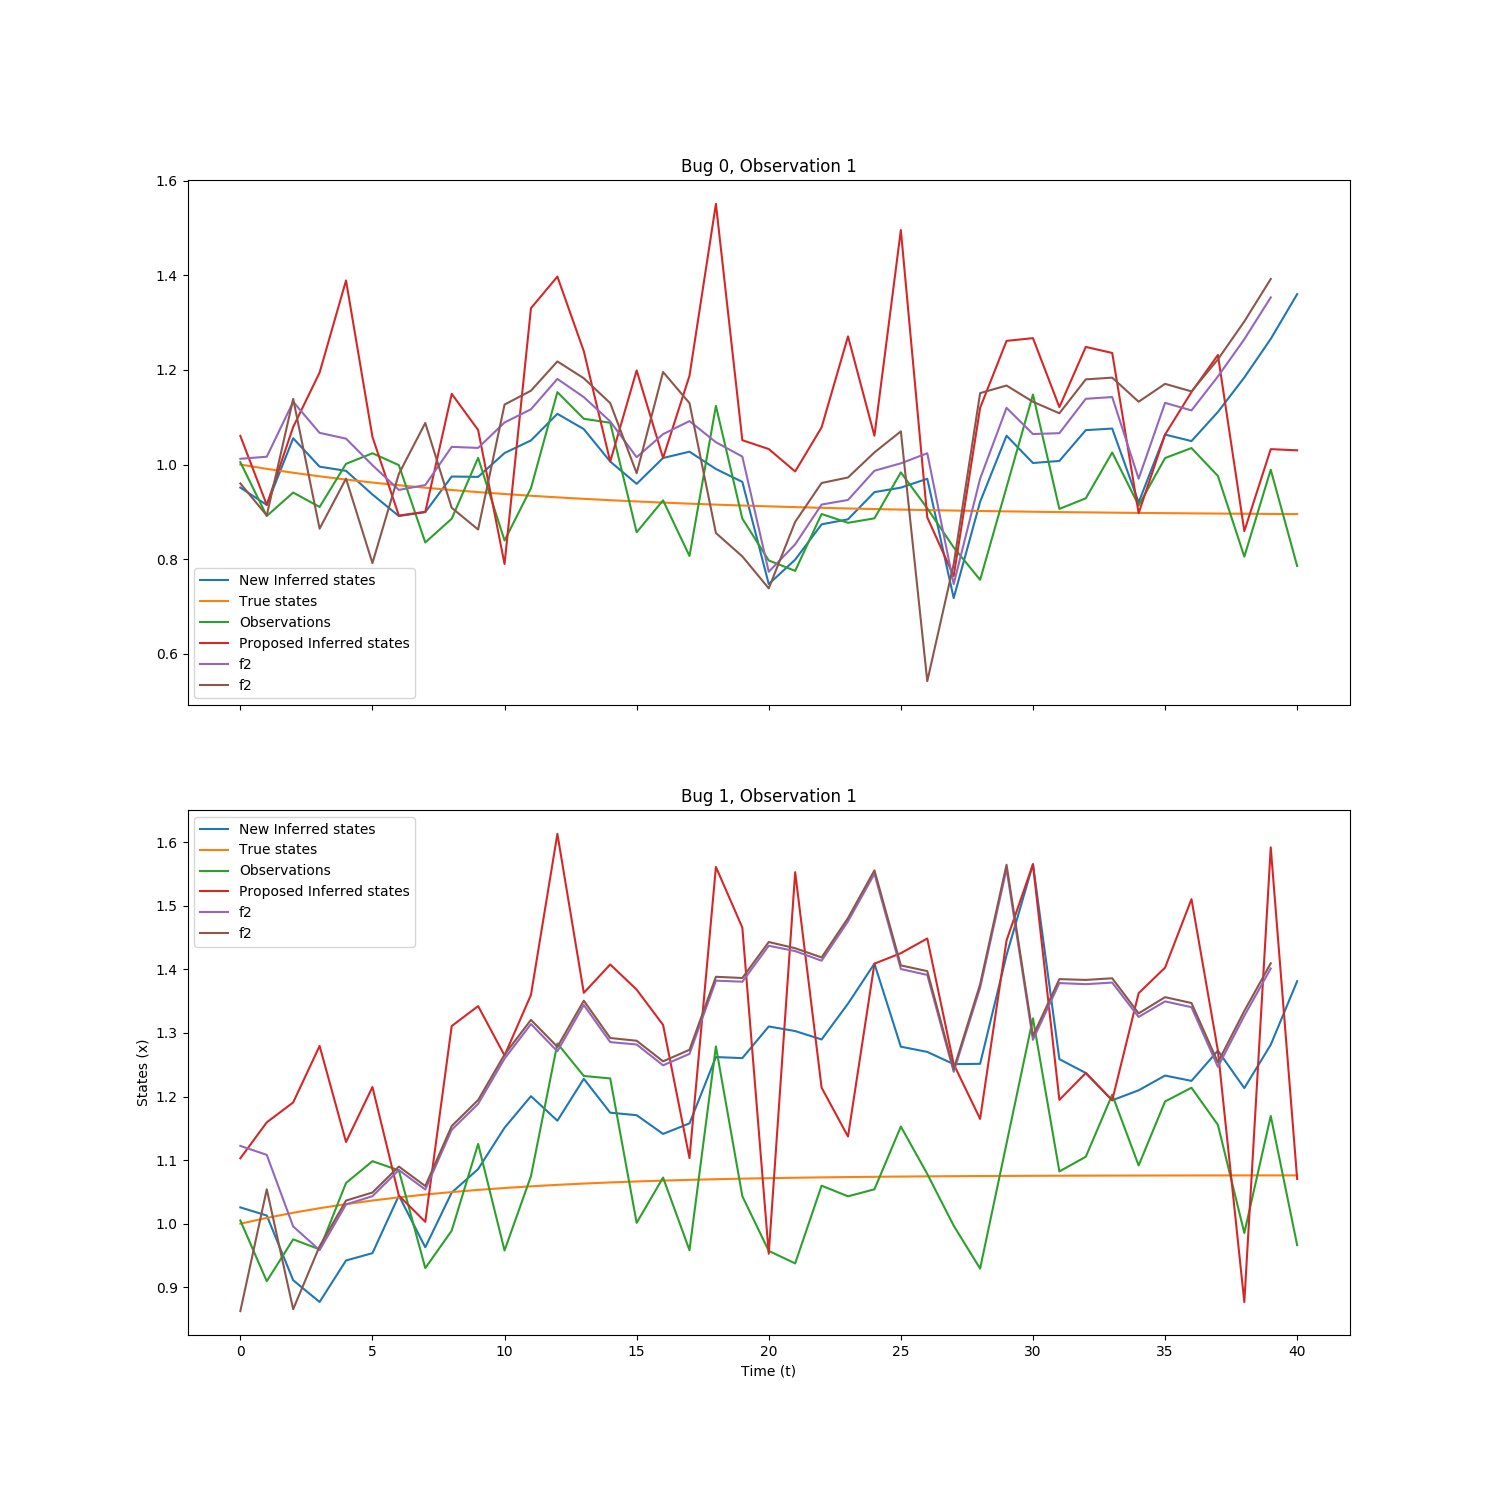 Bug 0, Observation 1
1.6
1.4
1.2
1.0
0.8
0.6
New Inferred states
True states
Observations
Proposed Inferred states
f2
f2
Bug 1, Observation 1
1.6
1.5
1.4
1.3
1.2
1.1
1.0
0.9
States (x)
New Inferred states
True states
Observations
Proposed Inferred states
f2
f2
0 5 10 15 20 25 30 35 40
Time (t)